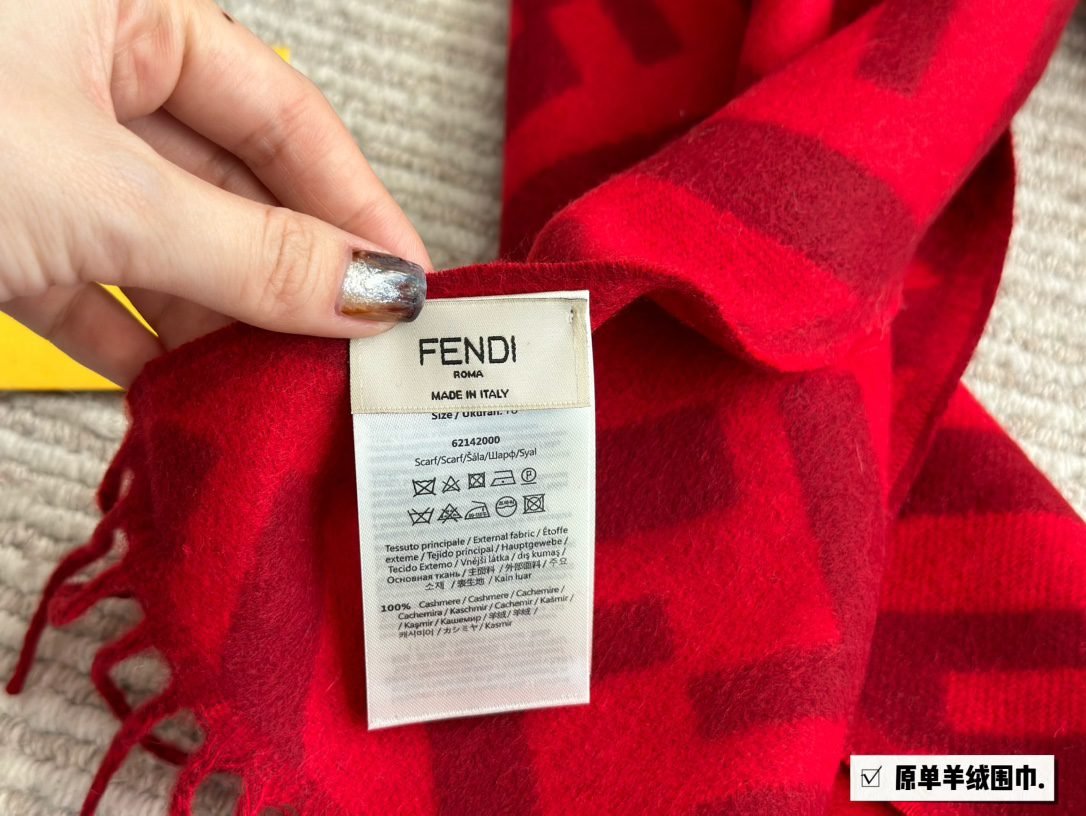 FENDI
ROMA
MADE IN ITALY
Size / Ukuran:
62142000
Scarf/Scarf/Šāla/Шарф/Syal
Tessuto principale / External fabric / Étoffe
externe / Tejido principal / Hauptgewebe /
Tecido Externo / Vnější látka / dış kumaş /
Основная ткань / 主面料 / 外部面料 / 주요
소재 / 表生地 / Kain luar
100% Cashmere / Cashmere / Cachemire /
Cachemira / Kaschmir / Cachemir / Kašmír /
/ Kaşmir / Кашемир / 羊绒 / 羊绒 /
캐시미어 / カシミヤ / Kasmir
原单羊绒围巾.